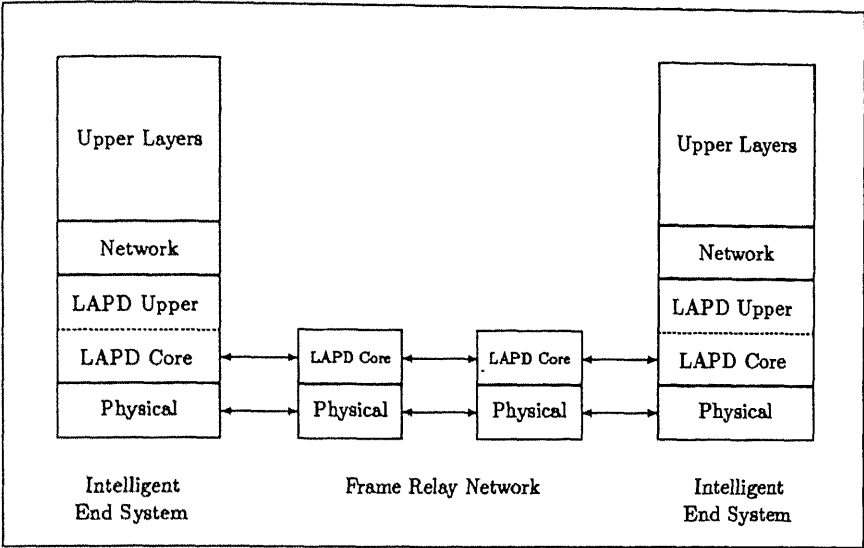 Upper Layers
Network
LAPD Upper
LAPD Core
Physical
Intelligent
End System
LAPD Core
Physical
LAPD Core
Physical
Frame Relay Network
Upper Layers
Network
LAPD Upper
LAPD Core
Physical
Intelligent
End System